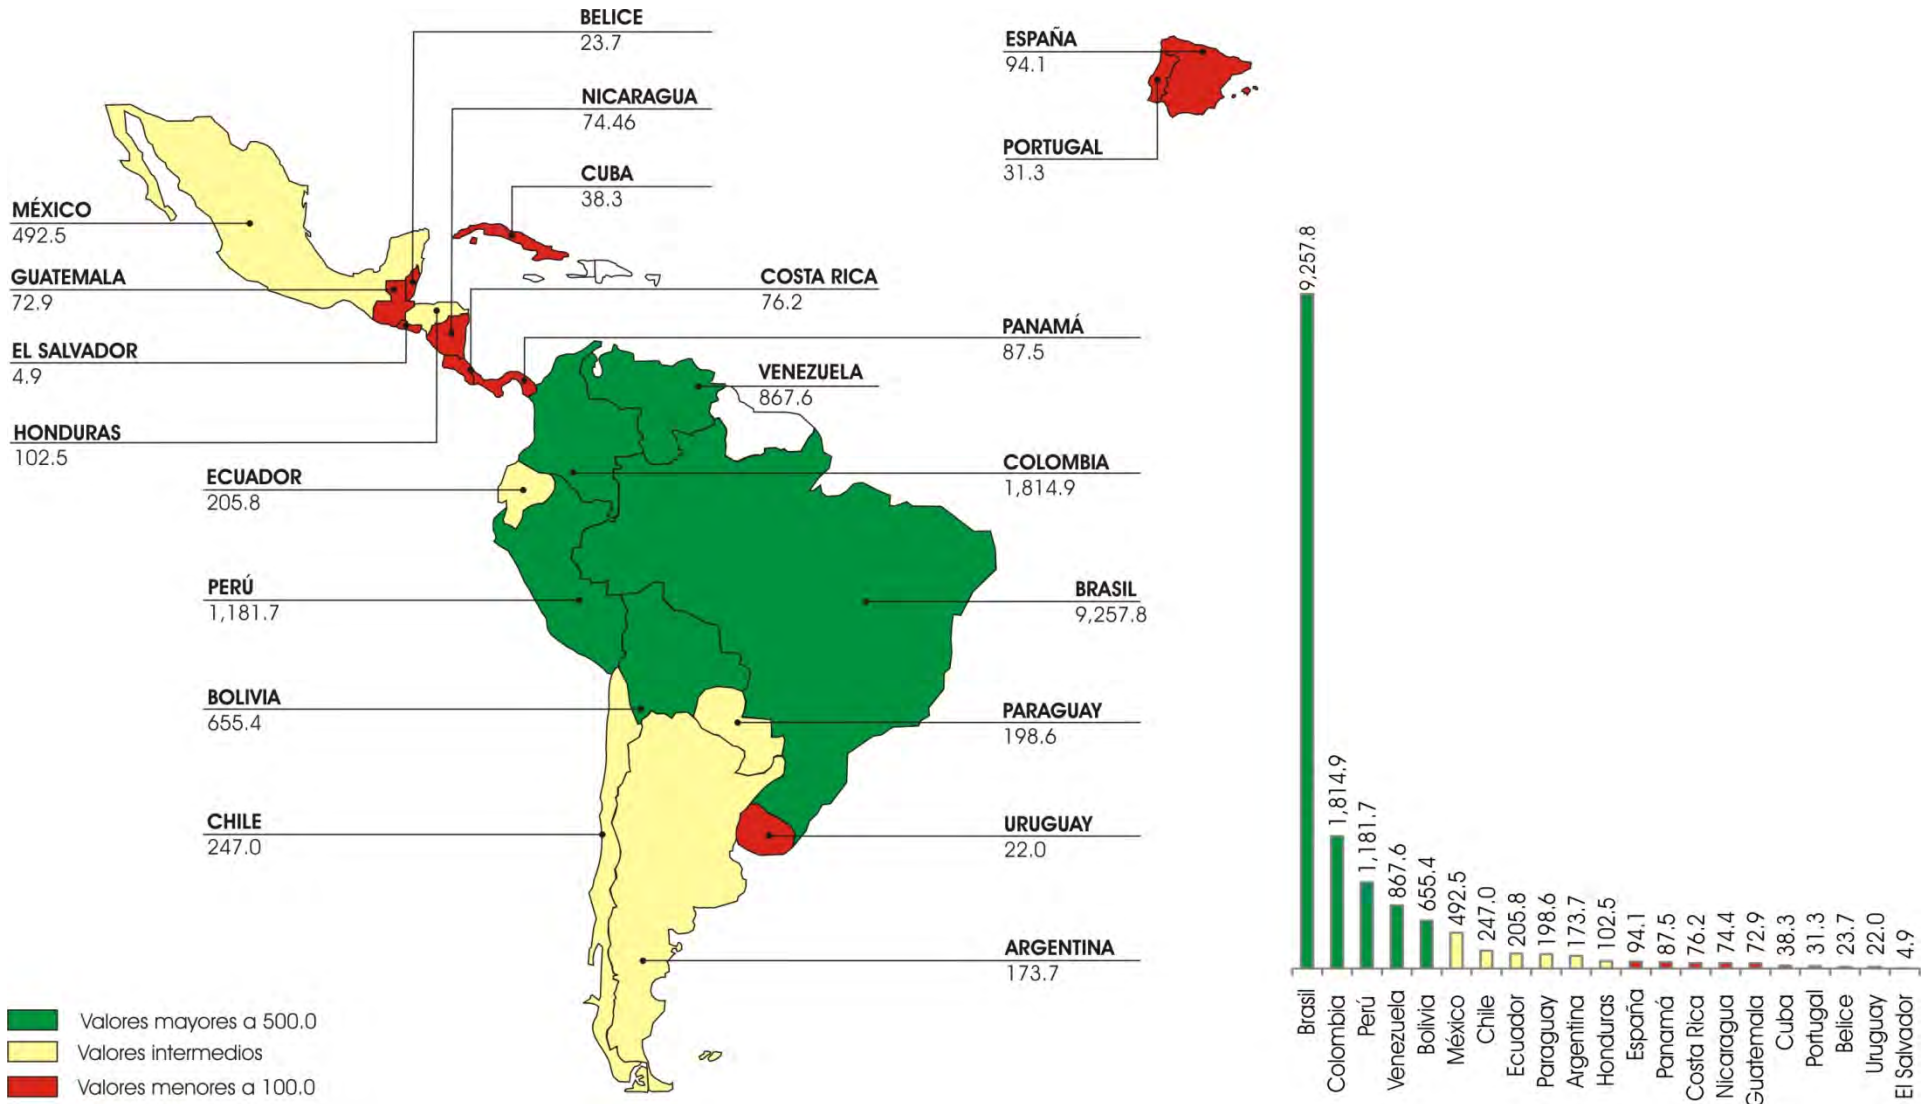 BELICE
23.7
NICARAGUA
74.46
CUBA
38.3
MÉXICO
492.5
GUATEMALA
72.9
EL SALVADOR
4.9
HONDURAS
102.5
COSTA RICA
76.2
PANAMÁ
87.5
VENEZUELA
867.6
ECUADOR
205.8
COLOMBIA
1,814.9
PERÚ
1,181.7
BRASIL
9,257.8
BOLIVIA
655.4
PARAGUAY
198.6
CHILE
247.0
URUGUAY
22.0
ARGENTINA
173.7
ESPAÑA
94.1
PORTUGAL
31.3
Valores mayores a 500.0
Valores intermedios
Valores menores a 100.0
9,257.8
1,814.9
1,181.7
867.6
655.4
492.5
247.0
205.8
198.6
173.7
102.5
94.1
87.5
76.2
74.4
72.9
38.3
31.3
23.7
22.0
4.9
Brasil
Colombia
Perú
Venezuela
Bolivia
México
Chile
Ecuador
Paraguay
Argentina
Honduras
España
Panamá
Costa Rica
Nicaragua
Guatemala
Cuba
Portugal
Belice
Uruguay
El Salvador